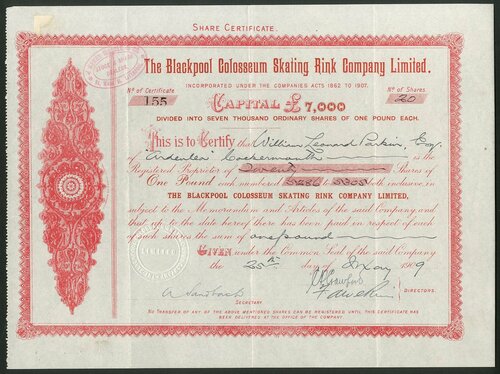 SHARE CERTIFICATE.
The Blackpool Colosseum Skating Rink Company Limited.
INCORPORATED UNDER THE COMPANIES ACTS 1862 TO 1907.
No of Certificate
155
No of Shares
20
CAPITAL £7,000
DIVIDED INTO SEVEN THOUSAND ORDINARY SHARES OF ONE POUND EACH.
This is to Certify that William Leonard Parkin, Esq.
of Cockermouth is the
Registered Proprietor of Twenty Shares of
One Pound each numbered 5286 to 5305 both inclusive, in
THE BLACKPOOL COLOSSEUM SKATING RINK COMPANY LIMITED,
subject to the Memorandum and Articles of the said Company, and
that up to the date hereof there has been paid in respect of each
of such shares the sum of one pound
GIVEN under the Common Seal of the said Company
the 25th day May 1909
DIRECTORS.
SECRETARY
NO TRANSFER OF ANY OF THE ABOVE MENTIONED SHARES CAN BE REGISTERED UNTIL THIS CERTIFICATE HAS
BEEN DELIVERED AT THE OFFICE OF THE COMPANY